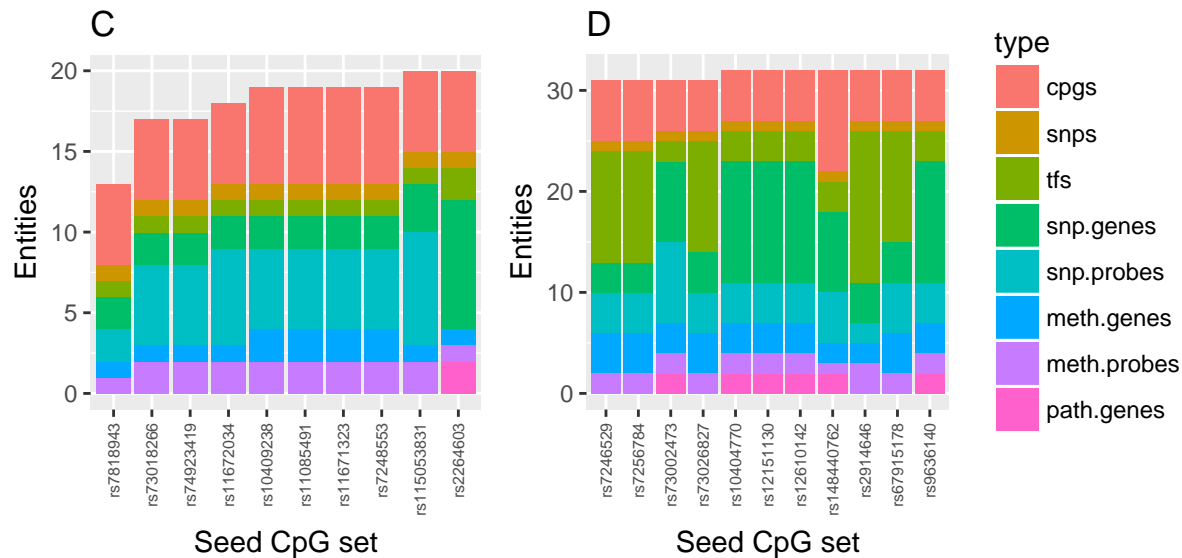 C
20
15
10
5
0
Entities
rs7818943
rs73018266
rs74923419
rs11672034
rs10409238
rs11085491
rs11671323
rs7248553
rs115053831
rs2264603
Seed CpG set
D
30
20
10
0
Entities
rs7246529
rs7256784
rs73002473
rs73026827
rs10404770
rs12151130
rs12610142
rs148440762
rs2914646
rs67915178
rs9636140
Seed CpG set
type
cpgs
snps
tfs
snp.genes
snp.probes
meth.genes
meth.probes
path.genes